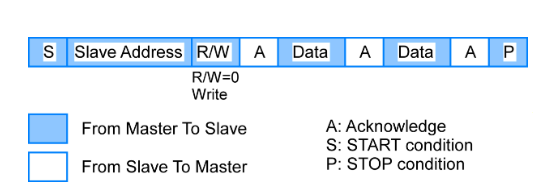 S Slave Address R/W A Data A Data A P
R/W=0
Write
From Master To Slave
From Slave To Master
A: Acknowledge
S: START condition
P: STOP condition